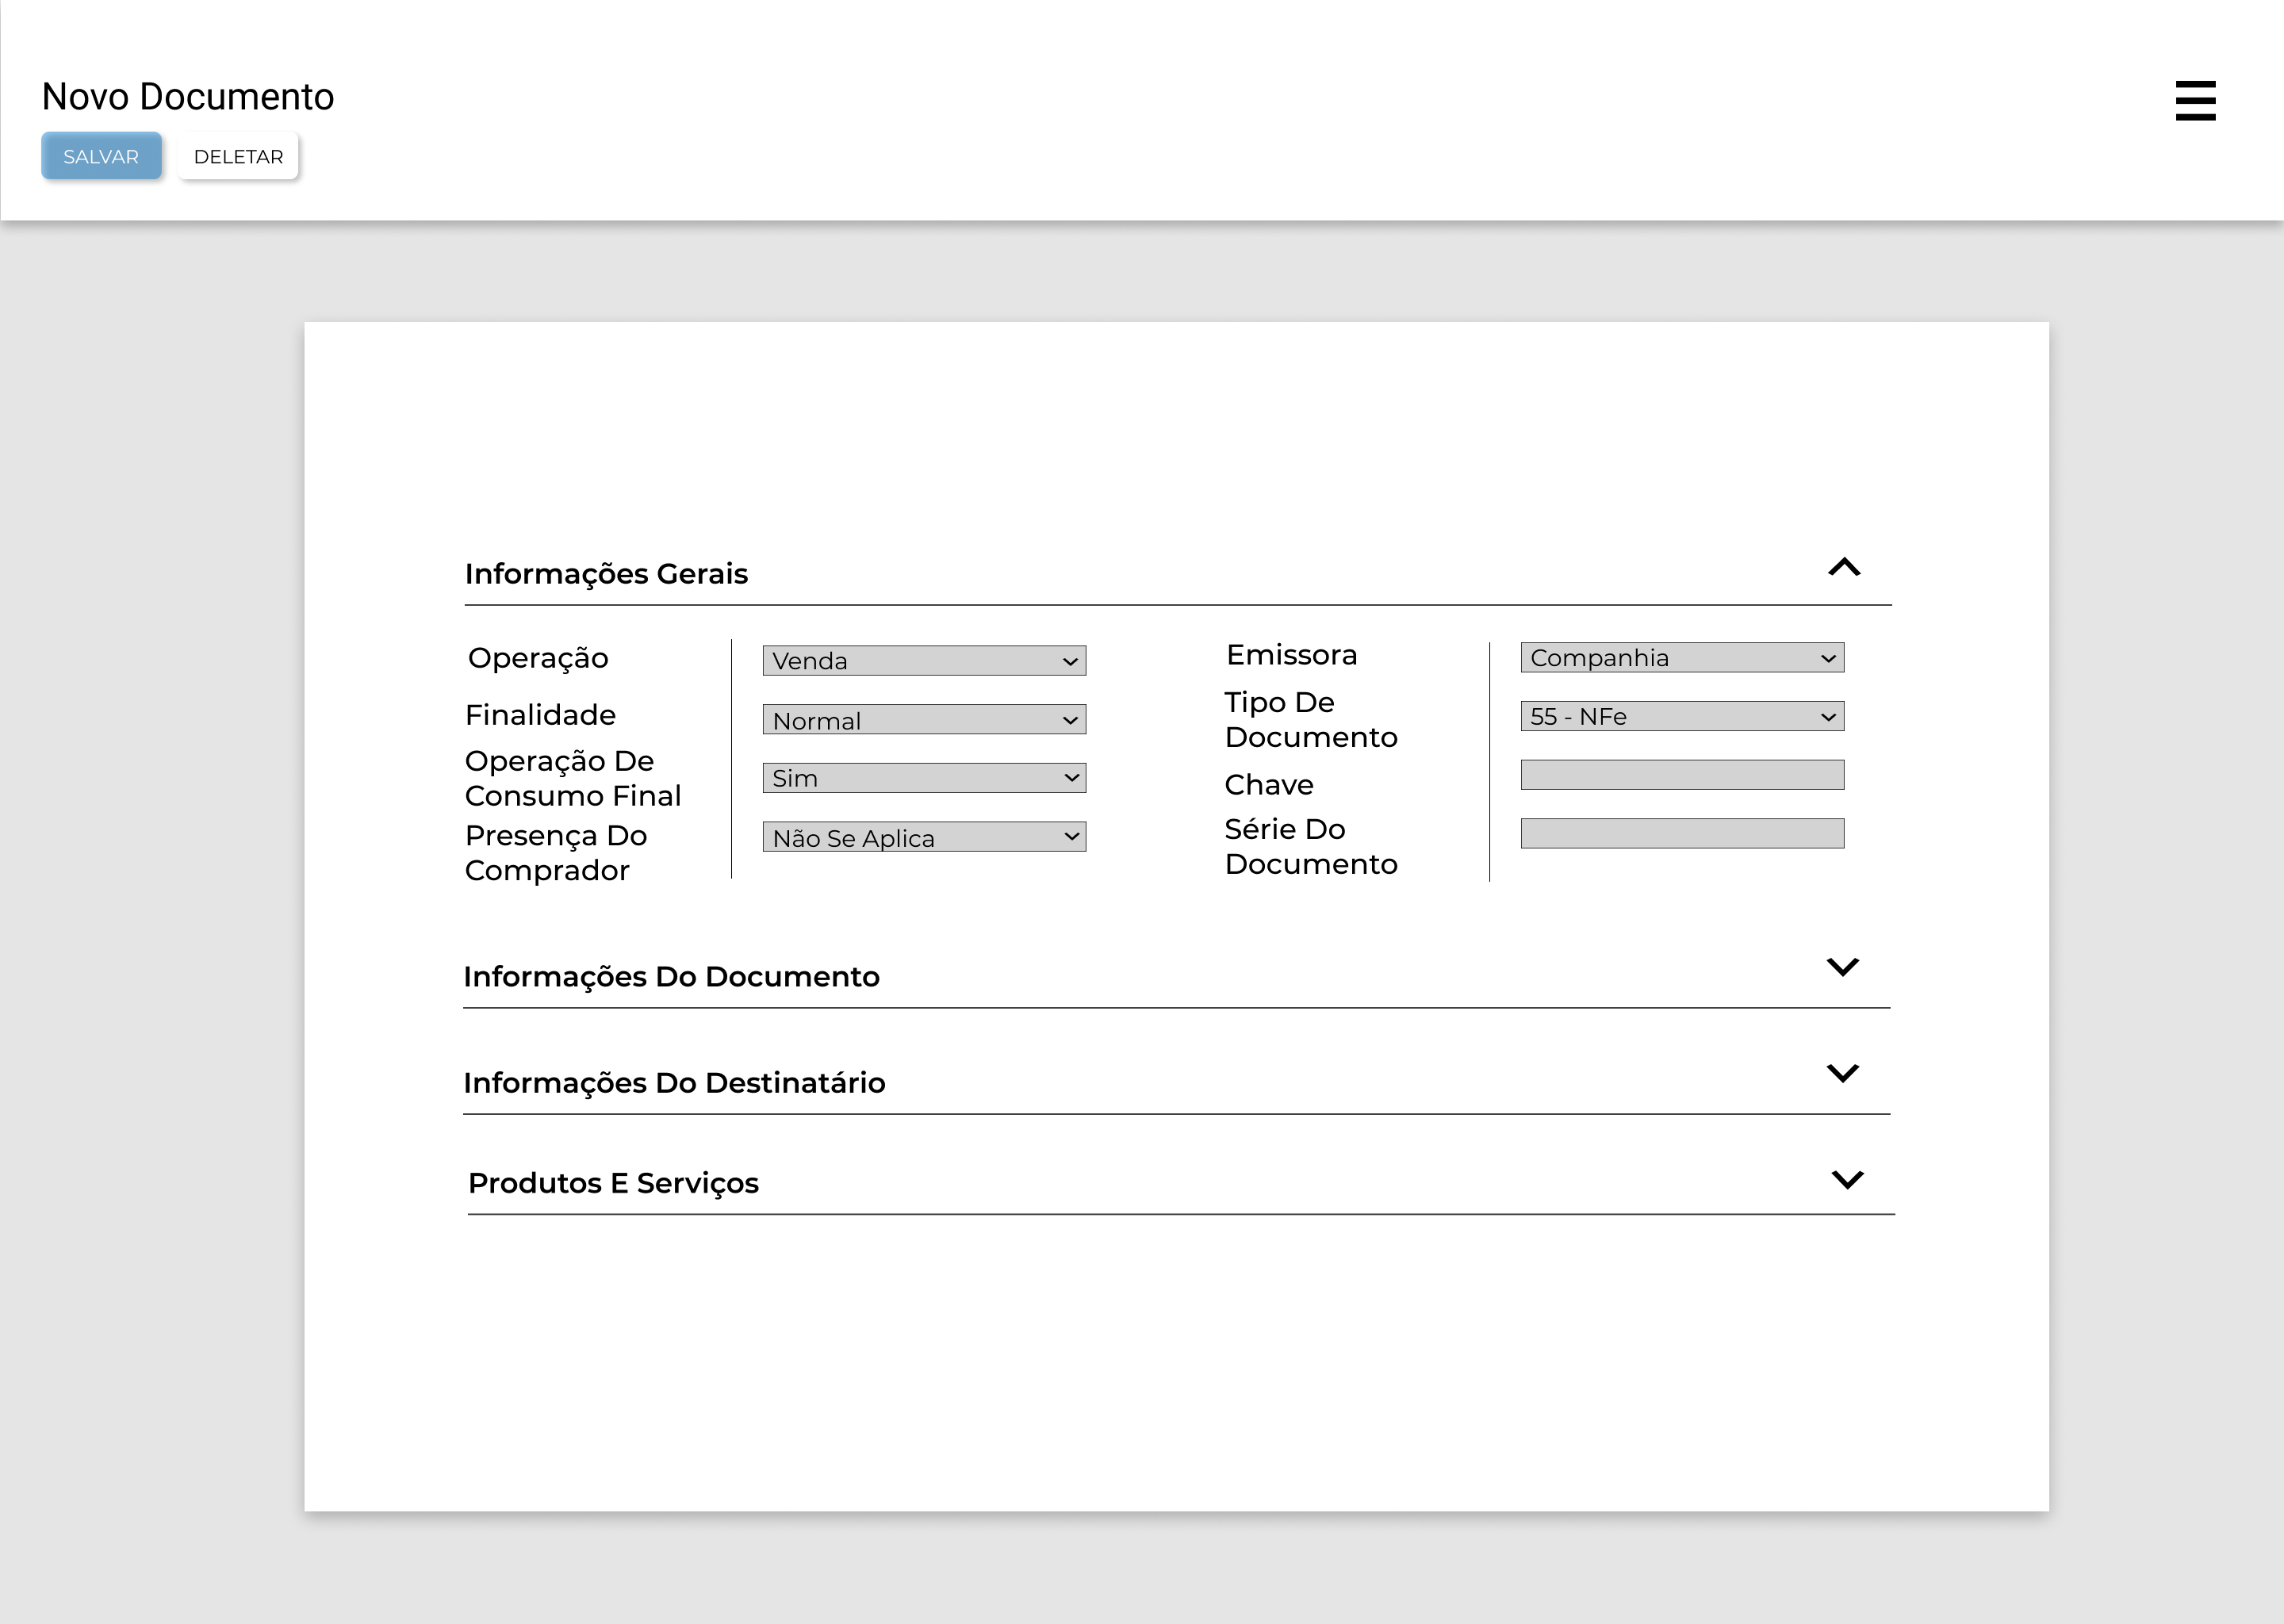 Novo Documento
SALVAR
DELETAR
Informações Gerais
Operação
Venda
Finalidade
Normal
Operação De
Consumo Final
Sim
Presença Do
Comprador
Não Se Aplica
Emissora
Companhia
Tipo De
Documento
55 - NFe
Chave
Série Do
Documento
Informações Do Documento
Informações Do Destinatário
Produtos E Serviços